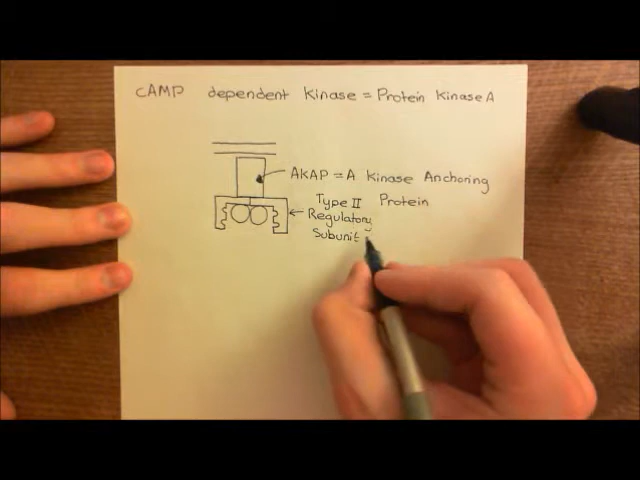 cAMP dependent Kinase = Protein Kinase A
AKAP = A Kinase Anchoring
Protein
Type II
Regulatory
Subunit